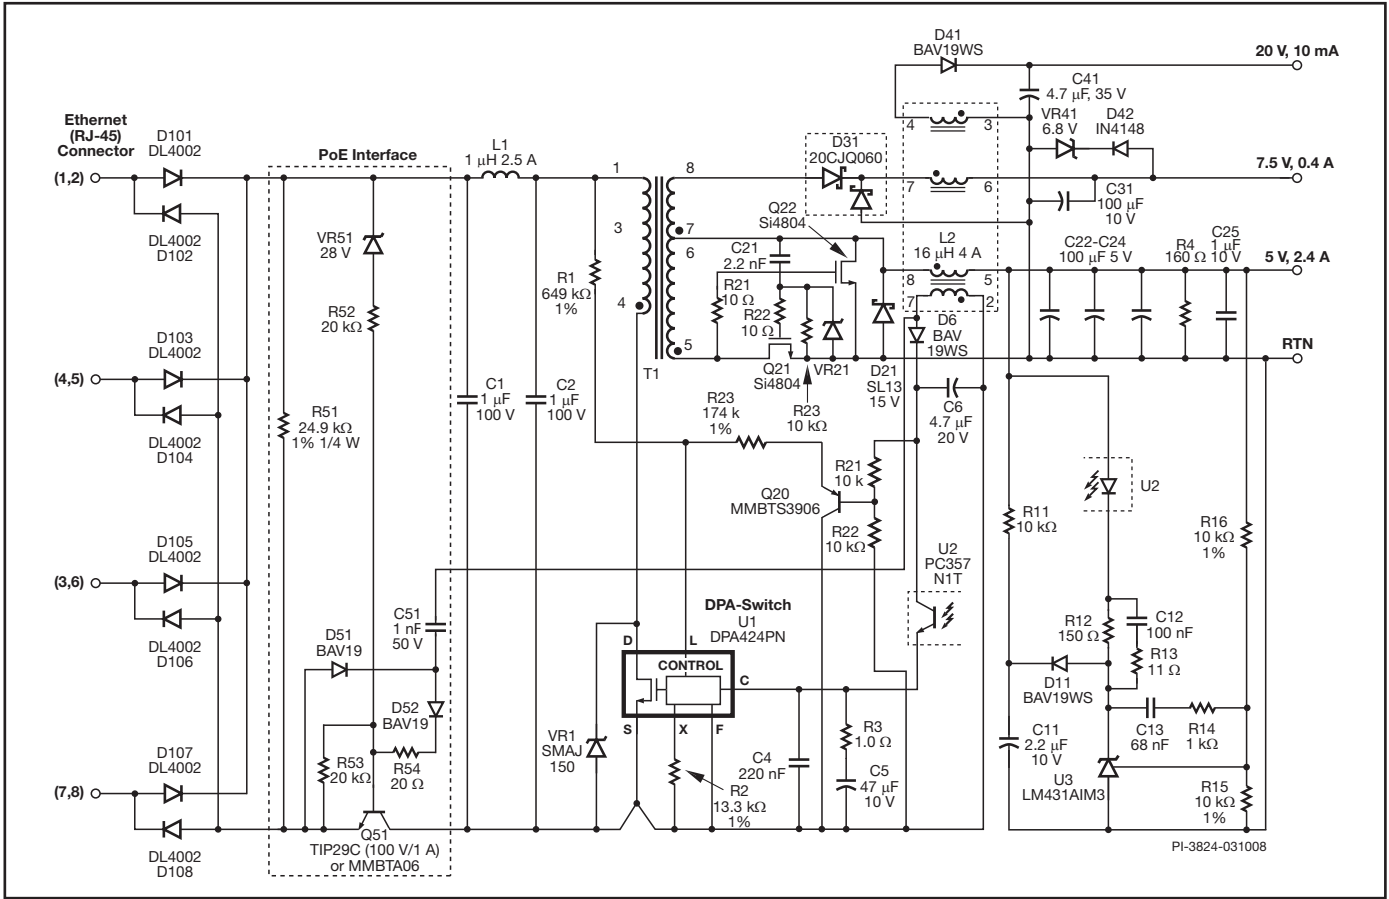 D41
BAV19WS
20 V, 10 mA
C41
4.7 µF, 35 V
VR41
6.8 V
D42
IN4148
4
3
Ethernet
(RJ-45)
Connector
D101
DL4002
PoE Interface
L1
1 µH 2.5 A
D31
20CJQ060
7.5 V, 0.4 A
(1,2)
1
8
7
6
C31
100 µF
10 V
DL4002
D102
VR51
28 V
3
7
6
Q22
Si4804
C21
2.2 nF
L2
16 µH 4 A
C22-C24
100 µF 5 V
R4
160 Ω
C25
1 µF
10 V
5 V, 2.4 A
8
5
R1
649 kΩ
1%
4
R21
10 Ω
R22
10 Ω
7
2
R52
20 kΩ
D6
BAV
19WS
D103
DL4002
RTN
5
(4,5)
T1
Q21
Si4804
VR21
D21
SL13
15 V
C1
1 µF
100 V
C2
1 µF
100 V
R23
174 k
1%
R23
10 kΩ
C6
4.7 µF
20 V
R51
24.9 kΩ
1% 1/4 W
DL4002
D104
R21
10 k
Q20
MMBTS3906
U2
R22
10 kΩ
R11
10 kΩ
R16
10 kΩ
1%
D105
DL4002
U2
PC357
N1T
(3,6)
DPA-Switch
U1
DPA424PN
C51
1 nF
50 V
R12
150 Ω
C12
100 nF
DL4002
D106
D51
BAV19
D
L
CONTROL
R13
11 Ω
C
D11
BAV19WS
D52
BAV19
S
X
F
VR1
SMAJ
150
R3
1.0 Ω
C13
68 nF
R14
1 kΩ
C11
2.2 µF
10 V
D107
DL4002
R53
20 kΩ
R54
20 Ω
C4
220 nF
C5
47 µF
10 V
U3
LM431AIM3
(7,8)
R2
13.3 kΩ
1%
R15
10 kΩ
1%
DL4002
D108
Q51
TIP29C (100 V/1 A)
or MMBTA06
PI-3824-031008